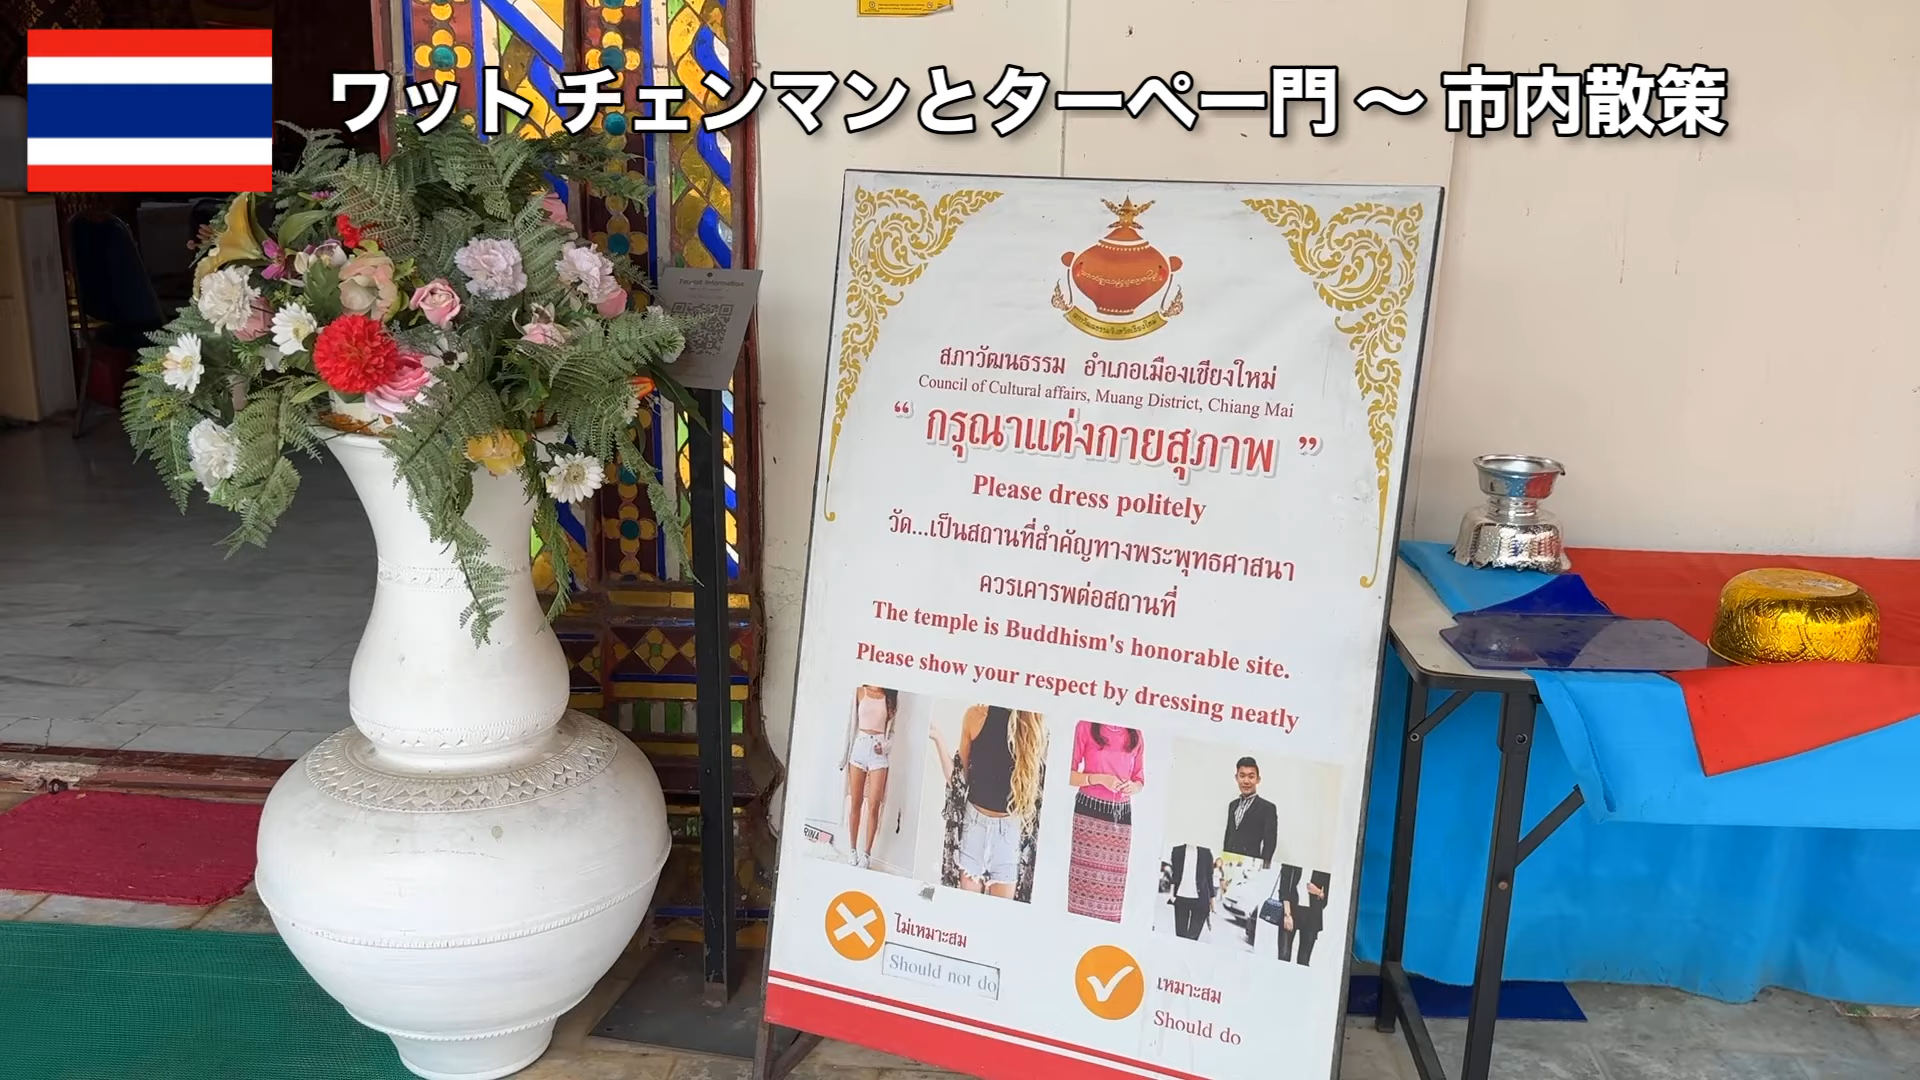 ワット チェンマンとターペー門 ～ 市内散策
Tourist Information
สภาวัฒนธรรม อำเภอเมืองเชียงใหม่
Council of Cultural affairs, Muang District, Chiang Mai
“ กรุณาแต่งกายสุภาพ ”
Please dress politely
วัด...เป็นสถานที่สำคัญทางพระพุทธศาสนา
ควรเคารพต่อสถานที่
The temple is Buddhism's honorable site.
Please show your respect by dressing neatly
RINA
ไม่เหมาะสม
Should not do
เหมาะสม
Should do